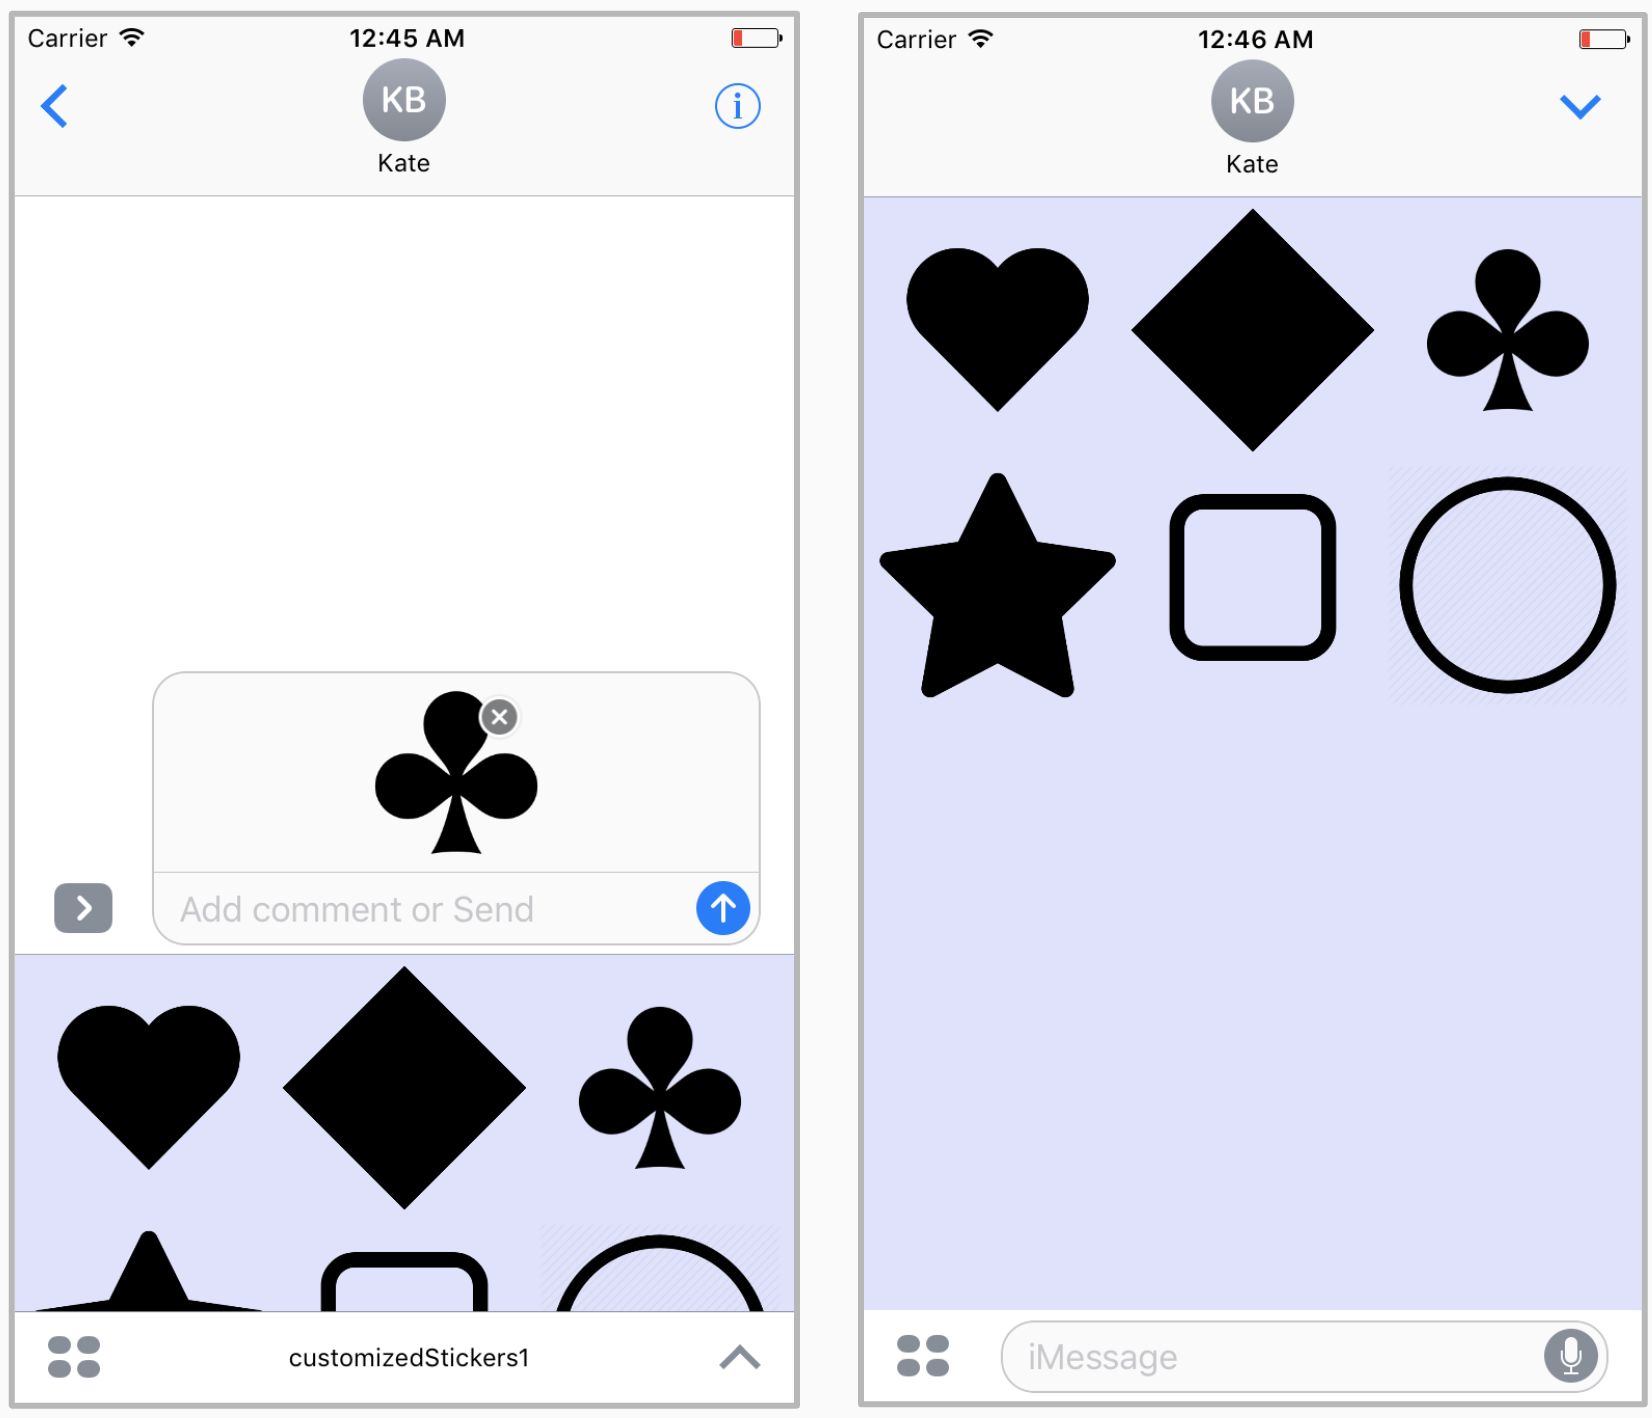 Carrier 12:45 AM
KB
Kate
Add comment or Send
customizedStickers1
Carrier 12:46 AM
KB
Kate
iMessage